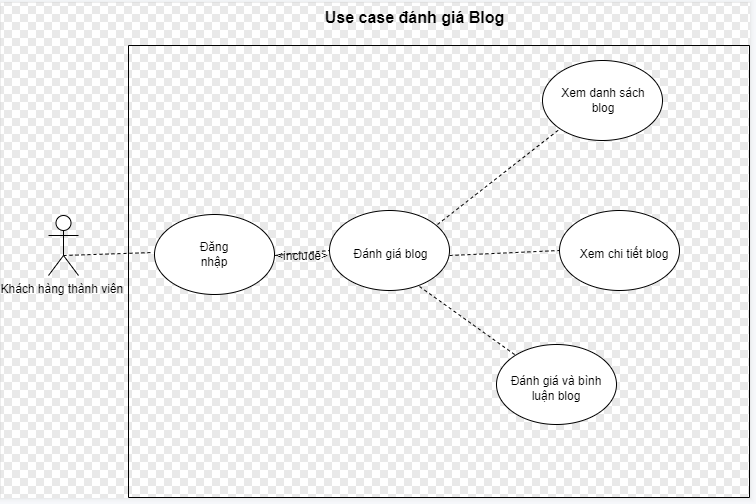 Use case đánh giá Blog
Xem danh sách
blog
Đăng
nhập
<include>
Đánh giá blog
Xem chi tiết blog
Khách hàng thành viên
Đánh giá và bình
luận blog